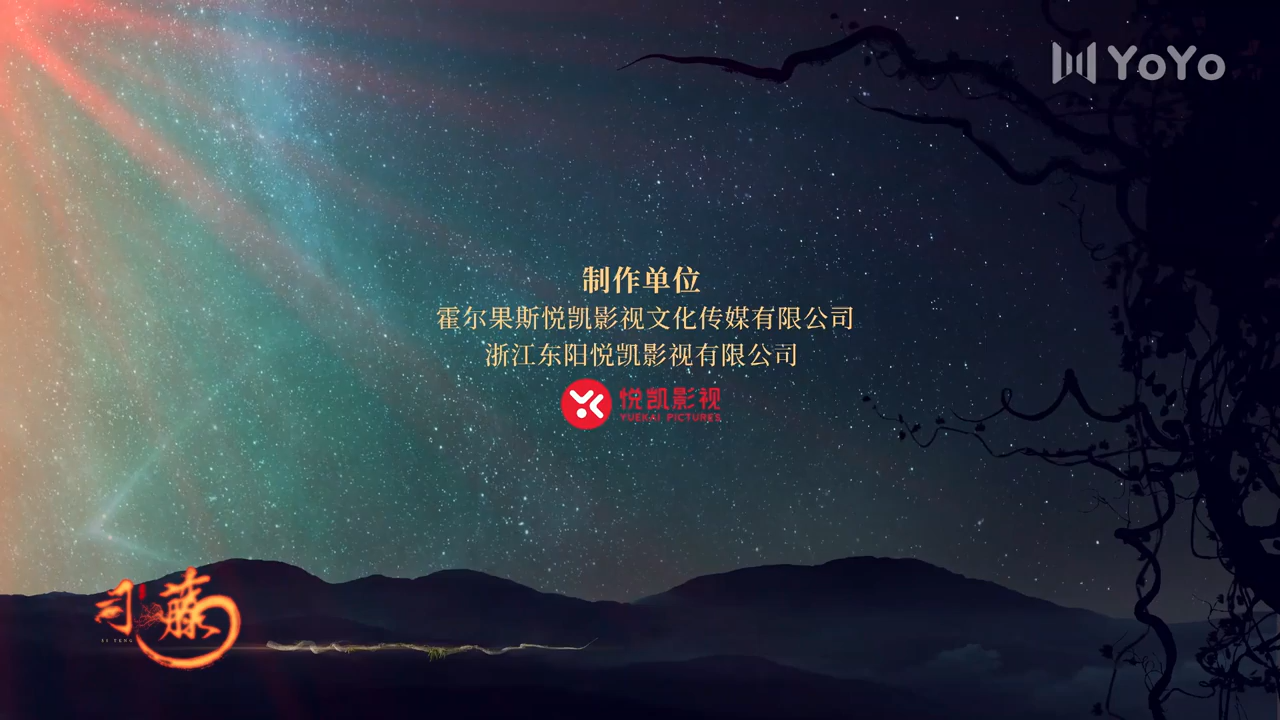 YoYo
制作单位
霍尔果斯悦凯影视文化传媒有限公司
浙江东阳悦凯影视有限公司
悦凯影视
YUEKAI PICTURES
司藤
SI TENG